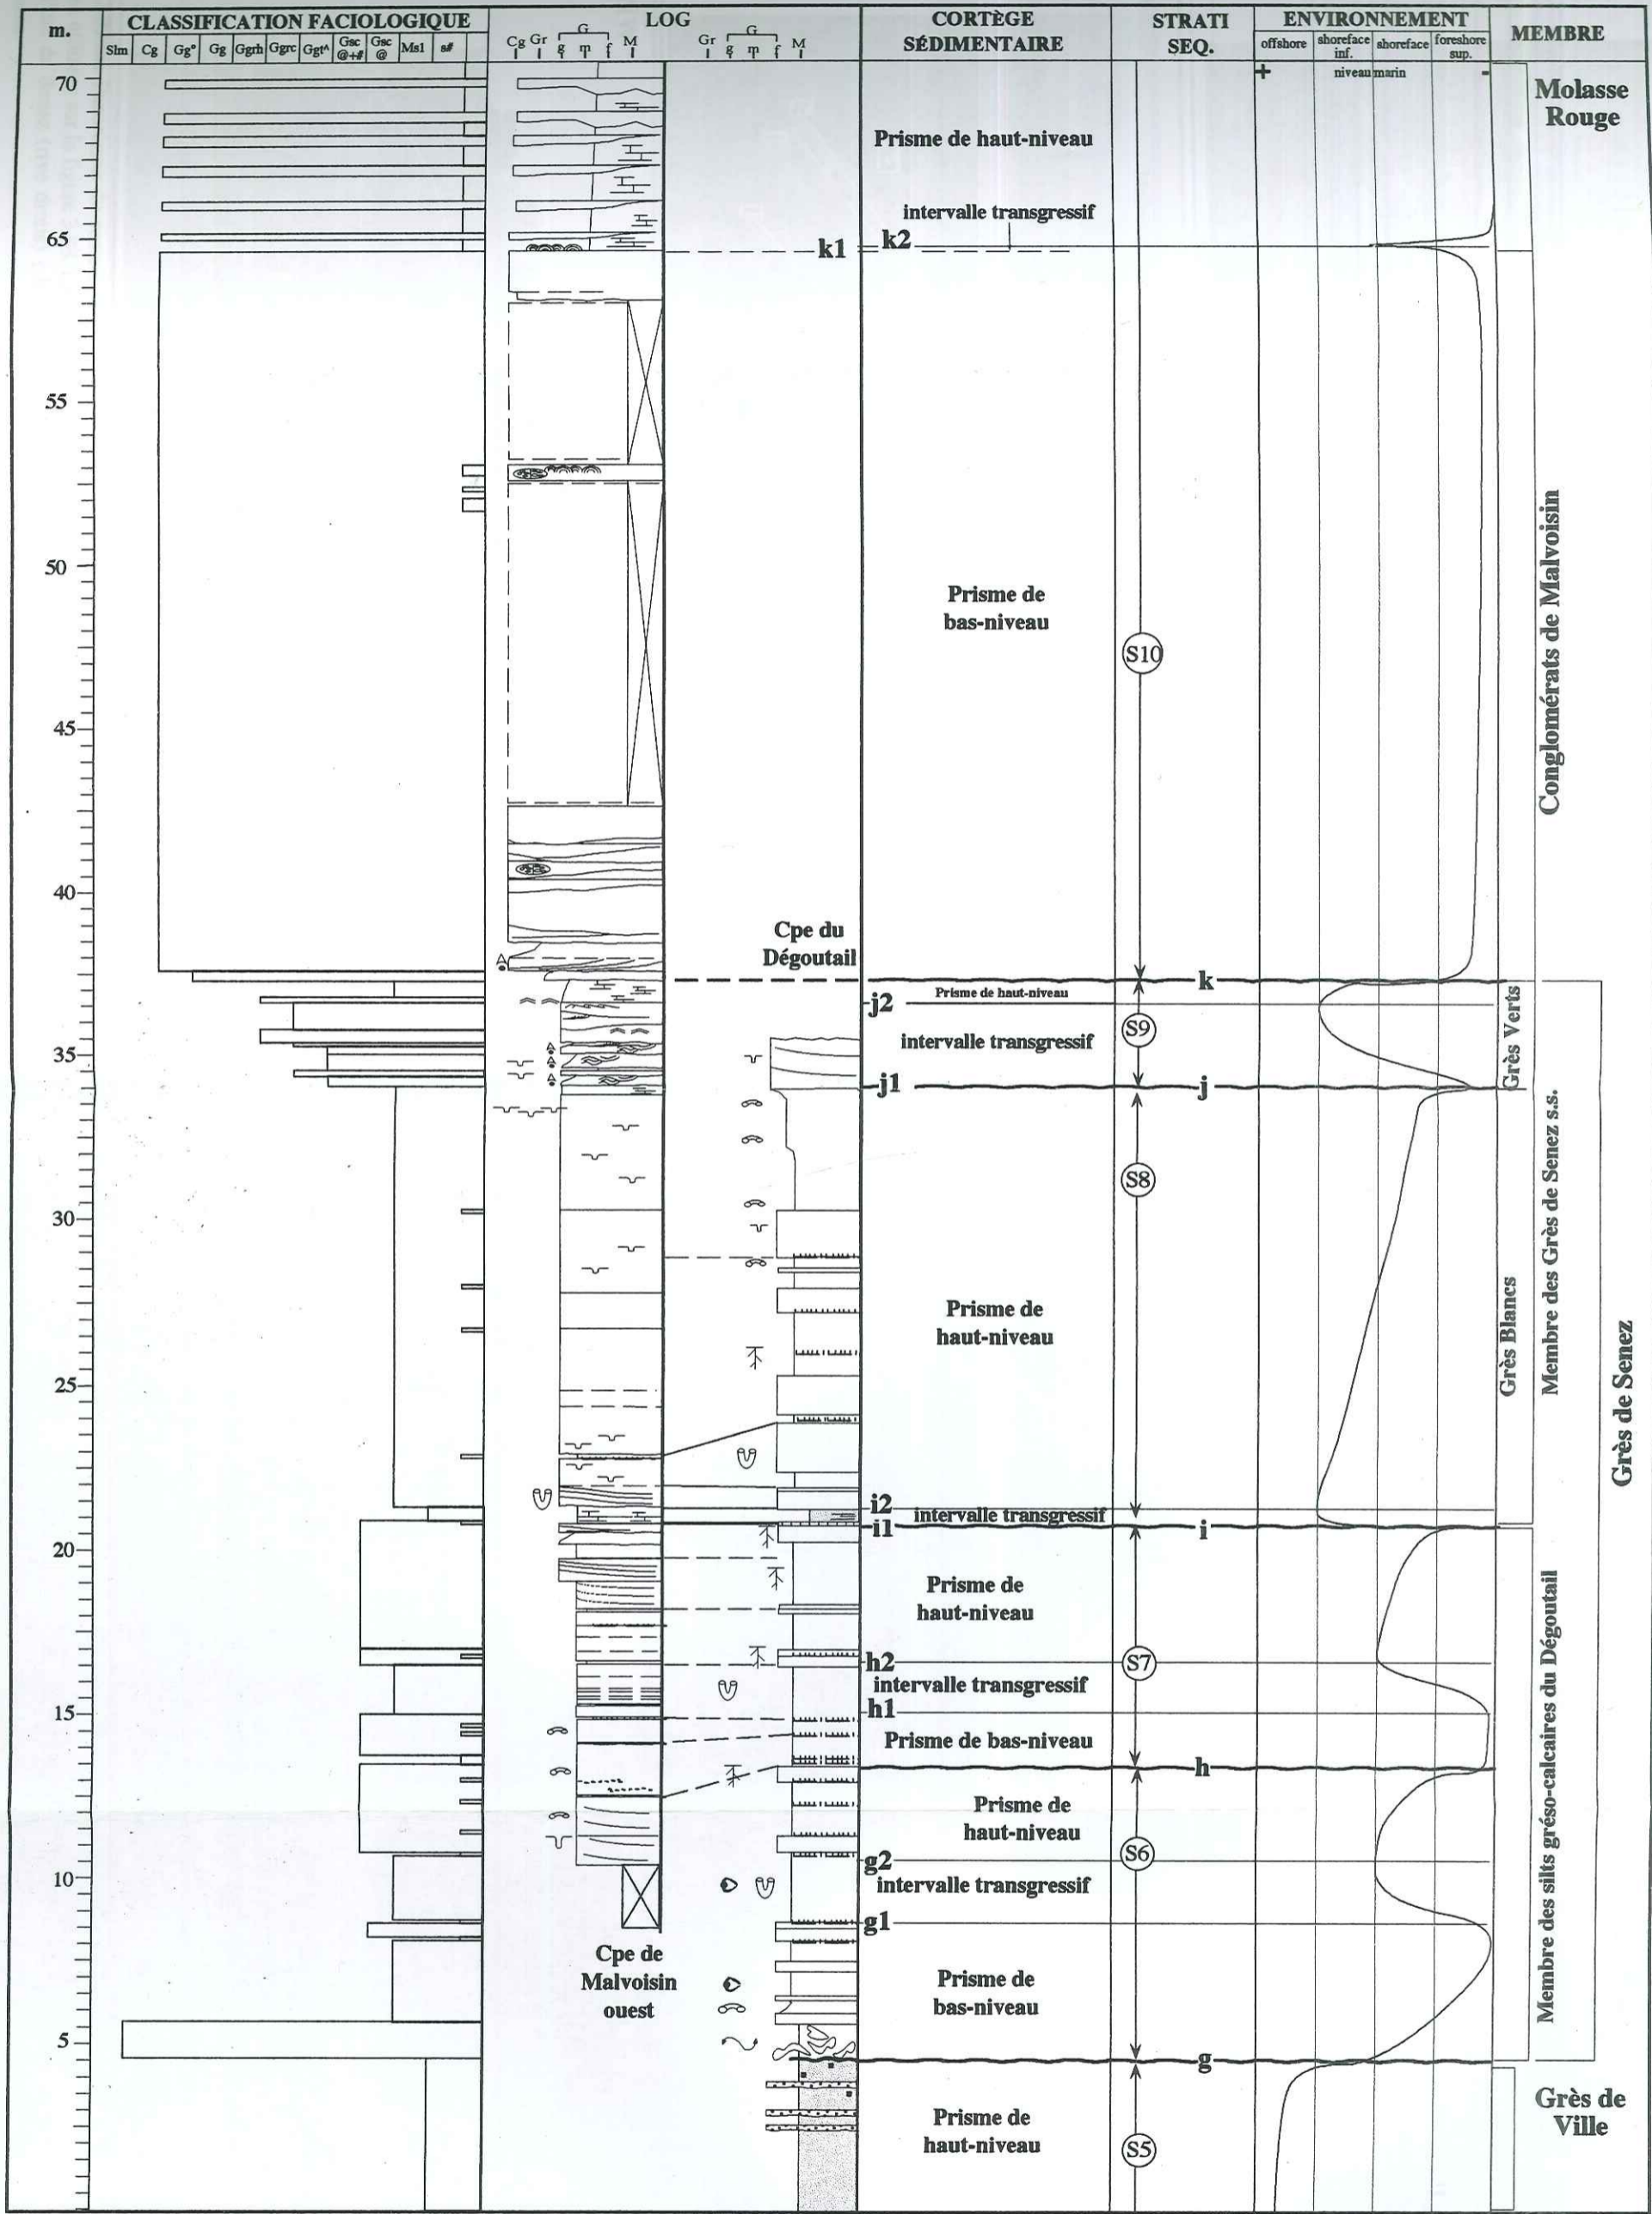 m.
CLASSIFICATION FACIOLOGIQUE
LOG
CORTÈGE
SÉDIMENTAIRE
STRATI
SEQ.
ENVIRONNEMENT
MEMBRE
Slm Cg Gg° Gg Ggrh Ggrc Ggt^ Gsc @+# Gsc @ Ms1 s#
Cg Gr G g m f M
Gr G g m f M
offshore
shoreface inf.
shoreface
foreshore sup.
+ niveau marin -
70
Molasse
Rouge
Prisme de haut-niveau
intervalle transgressif
65
k1
k2
55
50
Prisme de
bas-niveau
S10
Conglomérats de Malvoisin
45
40
Cpe du
Dégoutail
k
Prisme de haut-niveau
j2
S9
intervalle transgressif
35
j1
j
Grès Verts
S8
30
Prisme de
haut-niveau
Grès Blancs
Membre des Grès de Senez s.s.
Grès de Senez
25
i2
intervalle transgressif
i1
i
20
Prisme de
haut-niveau
h2
S7
intervalle transgressif
15
h1
Prisme de bas-niveau
h
Membre des silts gréso-calcaires du Dégoutail
Prisme de
haut-niveau
S6
g2
10
intervalle transgressif
g1
Cpe de
Malvoisin
ouest
Prisme de
bas-niveau
5
g
Grès de
Ville
Prisme de
haut-niveau
S5